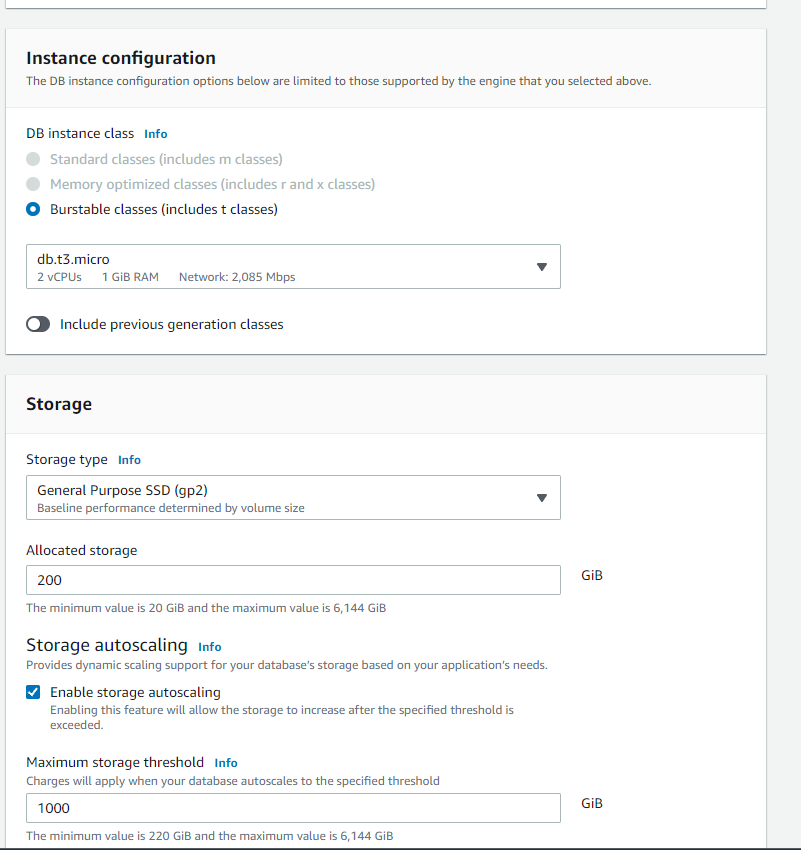 Instance configuration
The DB instance configuration options below are limited to those supported by the engine that you selected above.
DB instance class Info
Standard classes (includes m classes)
Memory optimized classes (includes r and x classes)
Burstable classes (includes t classes)
db.t3.micro
2 vCPUs 1 GiB RAM Network: 2,085 Mbps
Include previous generation classes
Storage
Storage type Info
General Purpose SSD (gp2)
Baseline performance determined by volume size
Allocated storage
200 GiB
The minimum value is 20 GiB and the maximum value is 6,144 GiB
Storage autoscaling Info
Provides dynamic scaling support for your database's storage based on your application's needs.
Enable storage autoscaling
Enabling this feature will allow the storage to increase after the specified threshold is
exceeded.
Maximum storage threshold Info
Charges will apply when your database autoscales to the specified threshold
1000 GiB
The minimum value is 220 GiB and the maximum value is 6,144 GiB